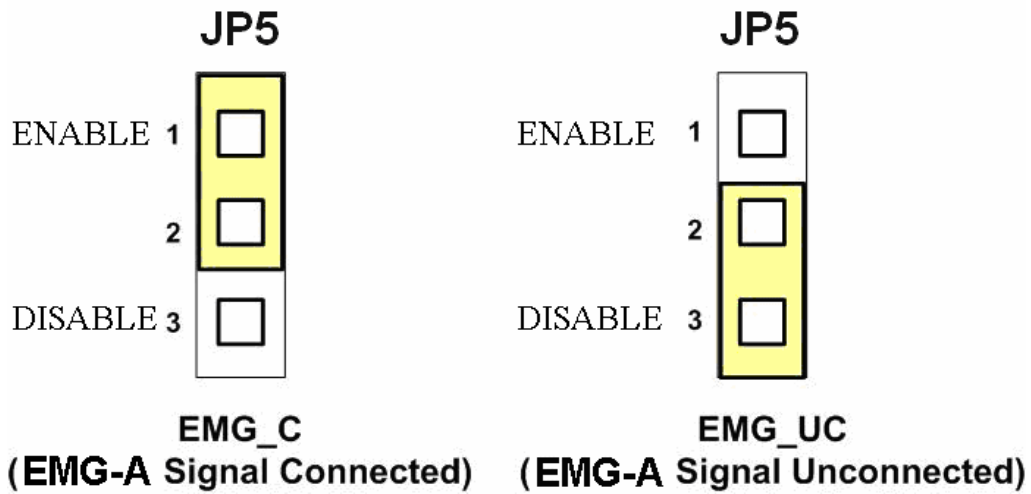 JP5 JP5
ENABLE 1 ENABLE 1
2 2
DISABLE 3 DISABLE 3
EMG_C EMG_UC
(EMG-A Signal Connected) (EMG-A Signal Unconnected)